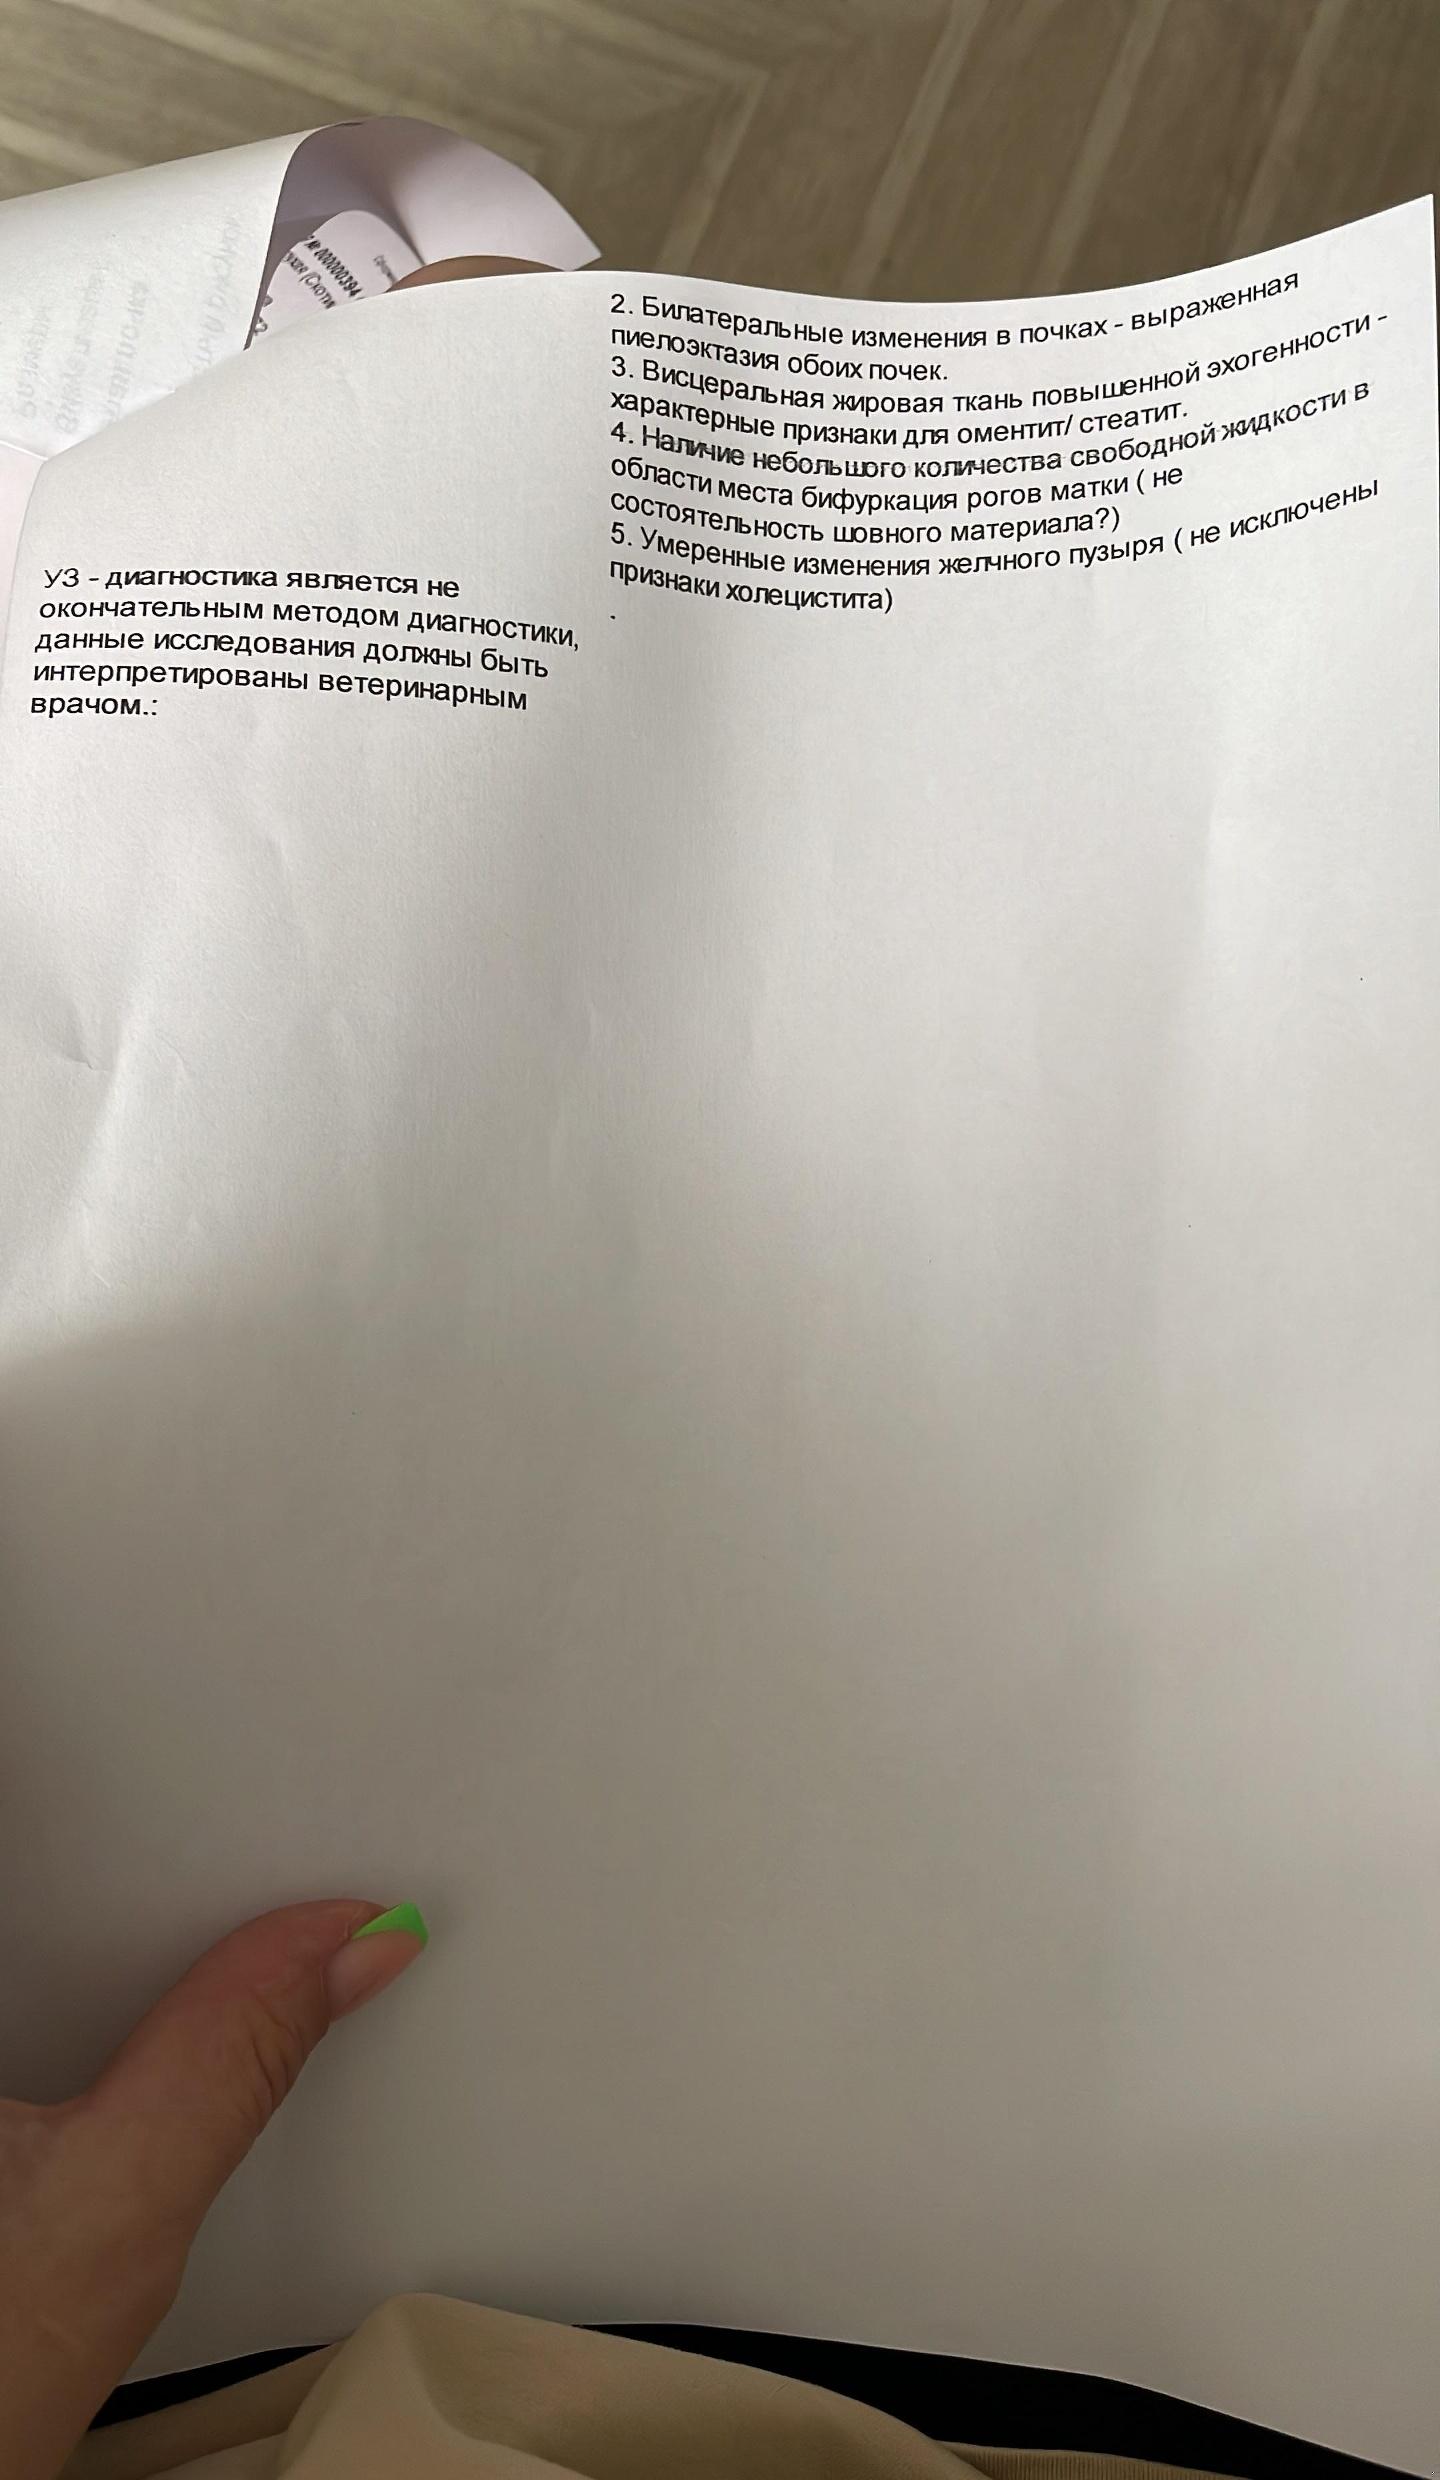 № 000000394
2. Билатеральные изменения в почках - выраженная
пиелоэктазия обоих почек.
3. Висцеральная жировая ткань повышенной эхогенности -
характерные признаки для оментит/ стеатит.
4. Наличие небольшого количества свободной жидкости в
области места бифуркация рогов матки ( не
состоятельность шовного материала?)
5. Умеренные изменения желчного пузыря ( не исключены
признаки холецистита)
.
УЗ - диагностика является не
окончательным методом диагностики,
данные исследования должны быть
интерпретированы ветеринарным
врачом.: